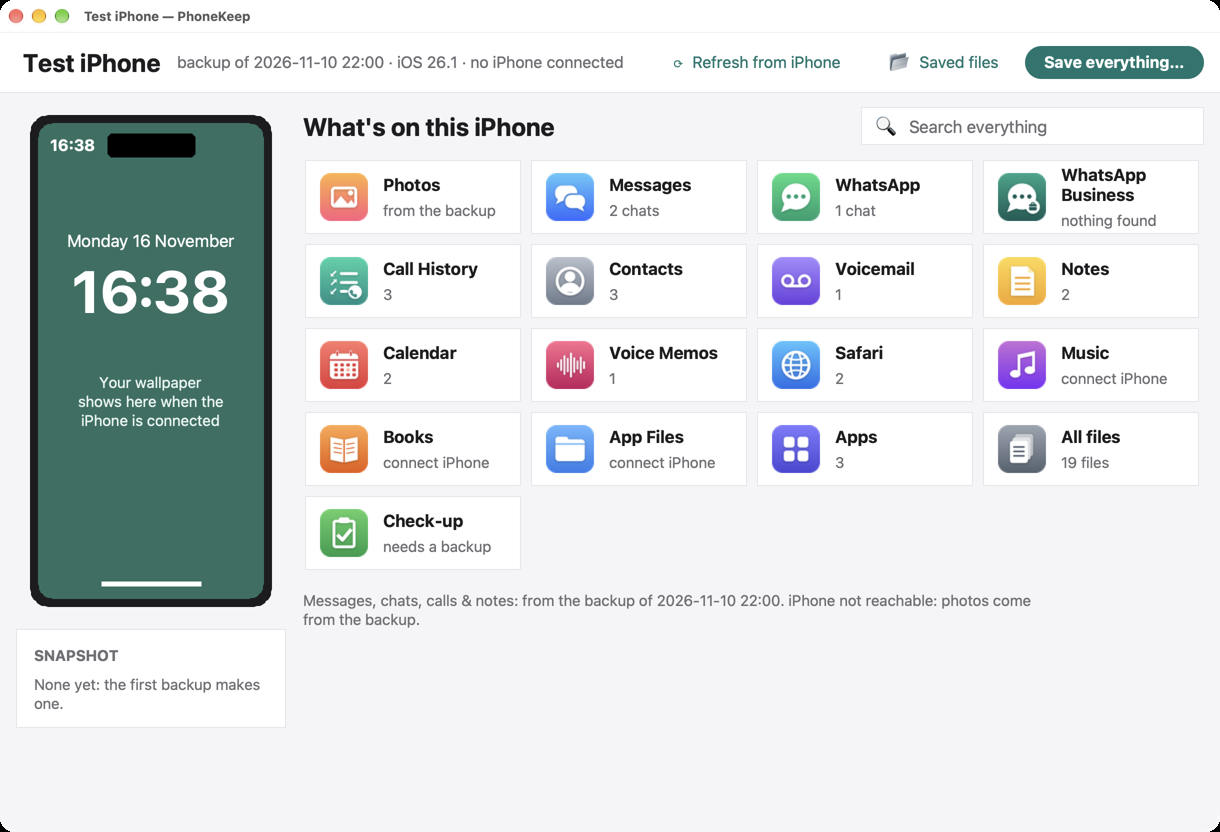 Test iPhone — PhoneKeep
Test iPhone
backup of 2026-11-10 22:00 · iOS 26.1 · no iPhone connected
Refresh from iPhone
Saved files
Save everything...
16:38
Monday 16 November
16:38
Your wallpaper
shows here when the
iPhone is connected
SNAPSHOT
None yet: the first backup makes
one.
What's on this iPhone
Search everything
Photos
from the backup
Messages
2 chats
WhatsApp
1 chat
WhatsApp
Business
nothing found
Call History
3
Contacts
3
Voicemail
1
Notes
2
Calendar
2
Voice Memos
1
Safari
2
Music
connect iPhone
Books
connect iPhone
App Files
connect iPhone
Apps
3
All files
19 files
Check-up
needs a backup
Messages, chats, calls & notes: from the backup of 2026-11-10 22:00. iPhone not reachable: photos come
from the backup.